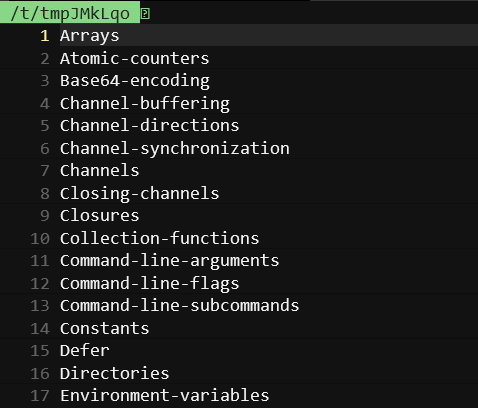 /t/tmpJMkLqo
1 Arrays
2 Atomic-counters
3 Base64-encoding
4 Channel-buffering
5 Channel-directions
6 Channel-synchronization
7 Channels
8 Closing-channels
9 Closures
10 Collection-functions
11 Command-line-arguments
12 Command-line-flags
13 Command-line-subcommands
14 Constants
15 Defer
16 Directories
17 Environment-variables